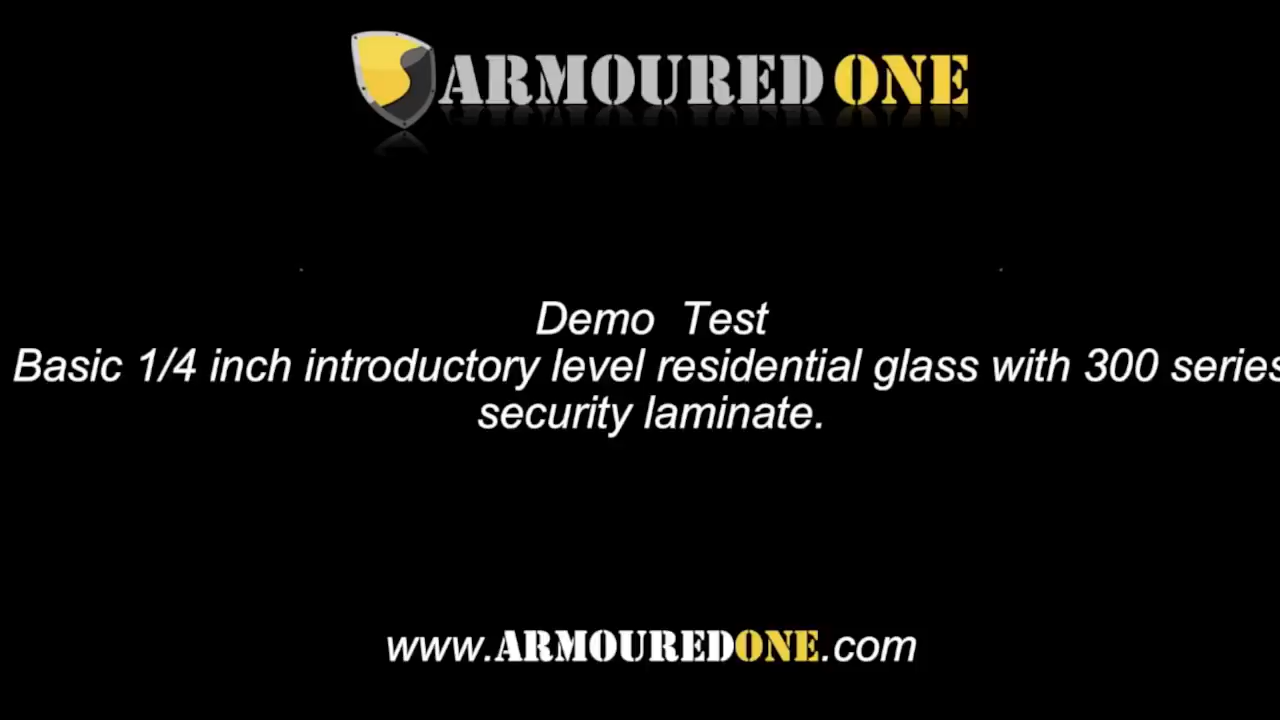 ARMOURED ONE
Demo Test
Basic 1/4 inch introductory level residential glass with 300 series
security laminate.
www.ARMOUREDONE.com